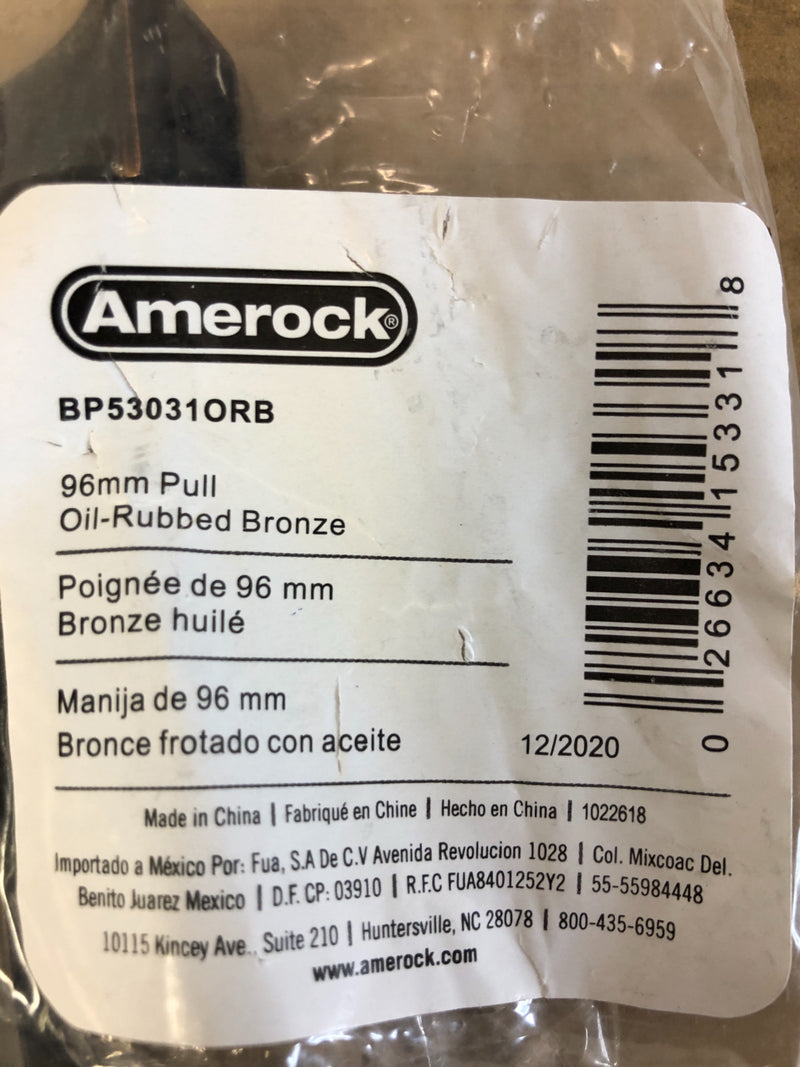 Amerock®
BP53031ORB
96mm Pull
Oil-Rubbed Bronze
Poignée de 96 mm
Bronze huilé
Manija de 96 mm
Bronce frotado con aceite
12/2020
0 26634 15331 8
Made in China | Fabriqué en Chine | Hecho en China | 1022618
Importado a México Por: Fua, S.A De C.V Avenida Revolucion 1028 | Col. Mixcoac Del.
Benito Juarez Mexico | D.F. CP: 03910 | R.F.C FUA8401252Y2 | 55-55984448
10115 Kincey Ave., Suite 210 | Huntersville, NC 28078 | 800-435-6959
www.amerock.com